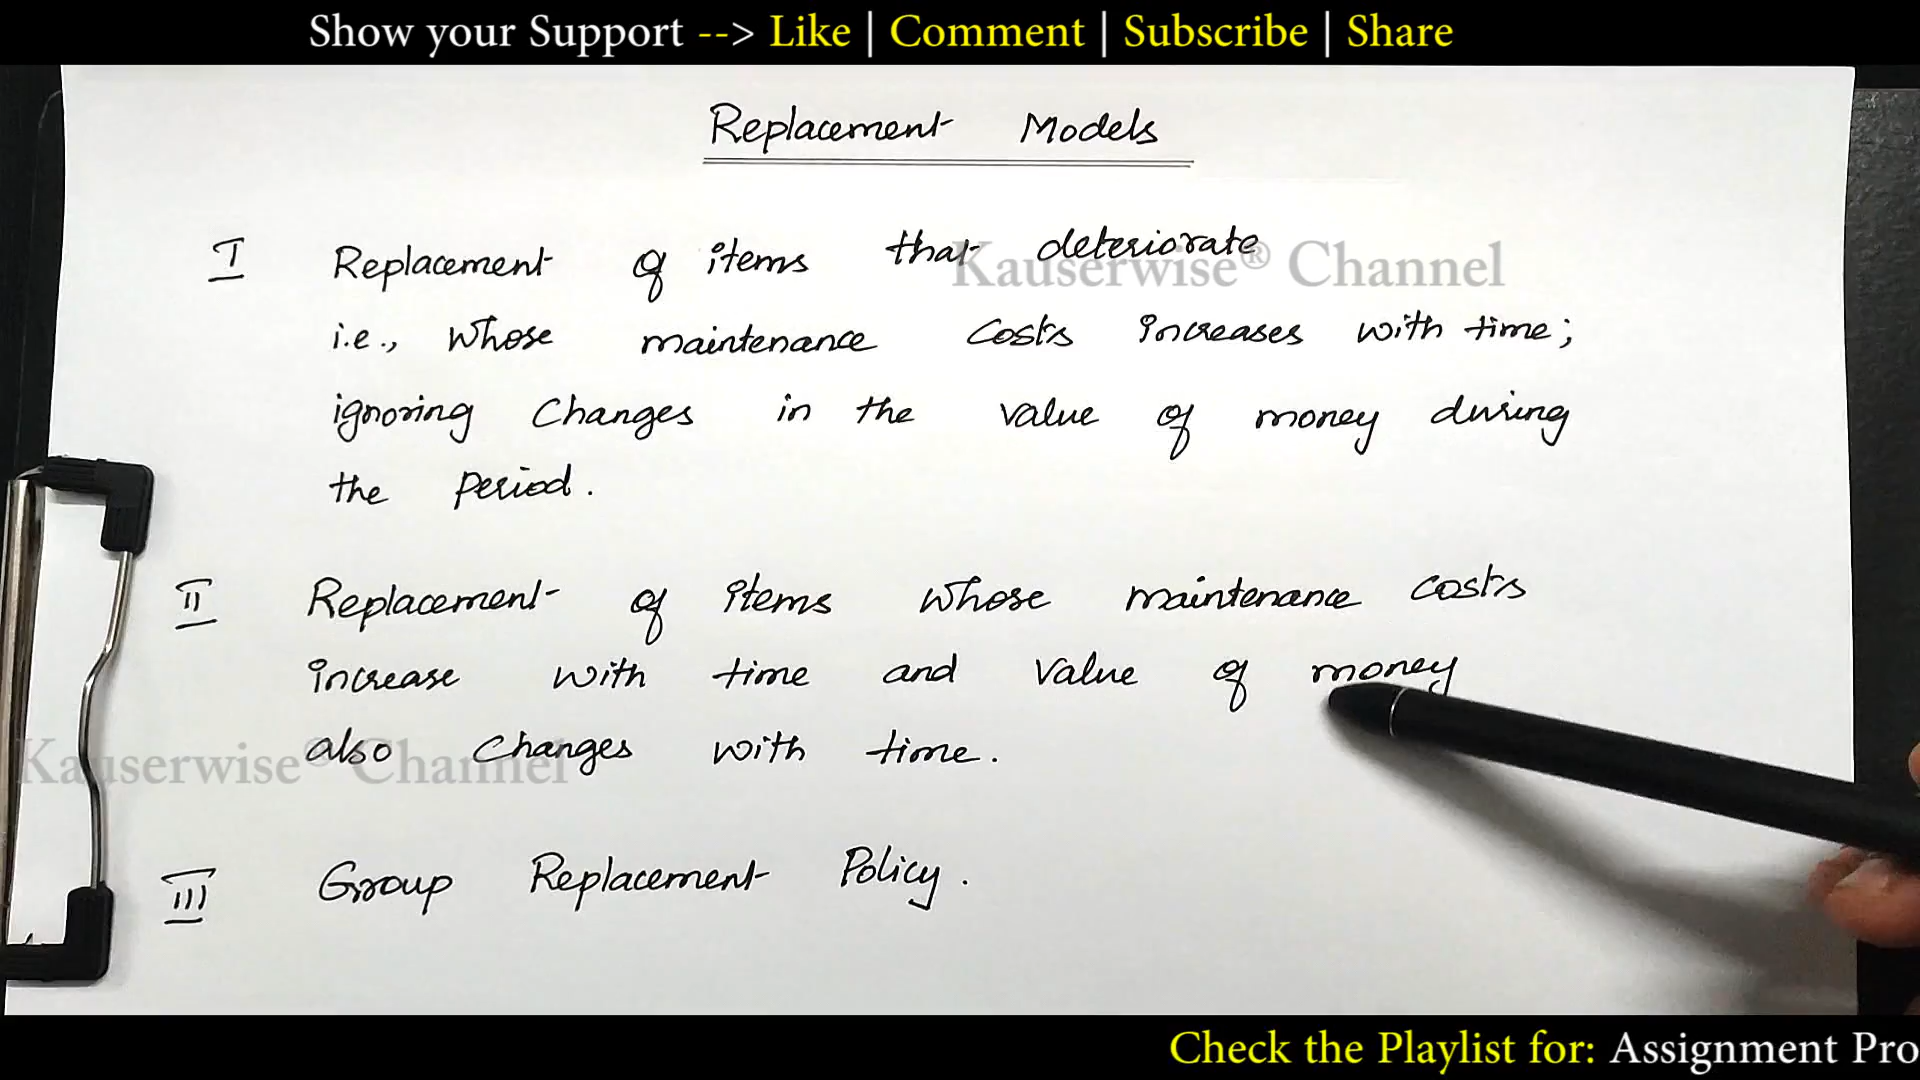 Show your Support --> Like | Comment | Subscribe | Share
Replacement Models
I Replacement of items that deteriorate
Kauserwise® Channel
i.e., whose maintenance costs increases with time;
ignoring changes in the value of money during
the period.
II Replacement of items whose maintenance costs
increase with time and value of money
also changes with time.
Kauserwise® Channel
III Group Replacement Policy.
Check the Playlist for: Assignment Pro